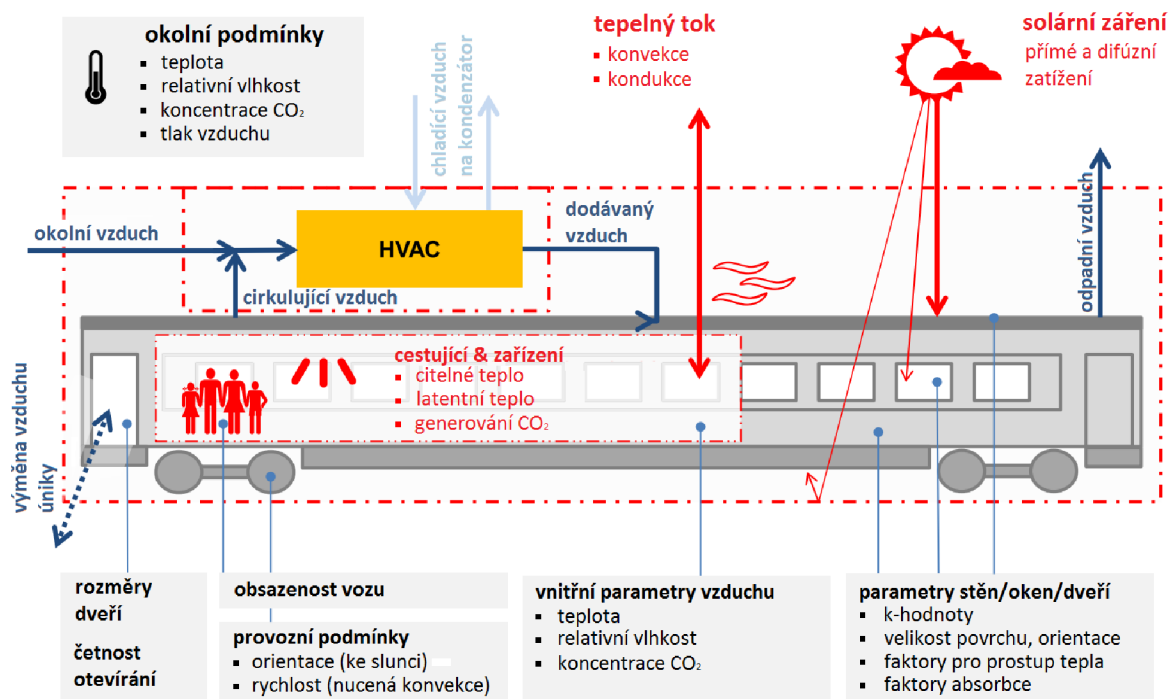 okolní podmínky
▪ teplota
▪ relativní vlhkost
▪ koncentrace CO₂
▪ tlak vzduchu
chladící vzduch
na kondenzátor
tepelný tok
▪ konvekce
▪ kondukce
solární záření
přímé a difúzní
zatížení
okolní vzduch
HVAC
dodávaný
vzduch
odpadní vzduch
cirkulující vzduch
cestující & zařízení
▪ citelné teplo
▪ latentní teplo
▪ generování CO₂
výměna vzduchu
úniky
rozměry
dveří
četnost
otevírání
obsazenost vozu
provozní podmínky
▪ orientace (ke slunci)
▪ rychlost (nucená konvekce)
vnitřní parametry vzduchu
▪ teplota
▪ relativní vlhkost
▪ koncentrace CO₂
parametry stěn/oken/dveří
▪ k-hodnoty
▪ velikost povrchu, orientace
▪ faktory pro prostup tepla
▪ faktory absorbce